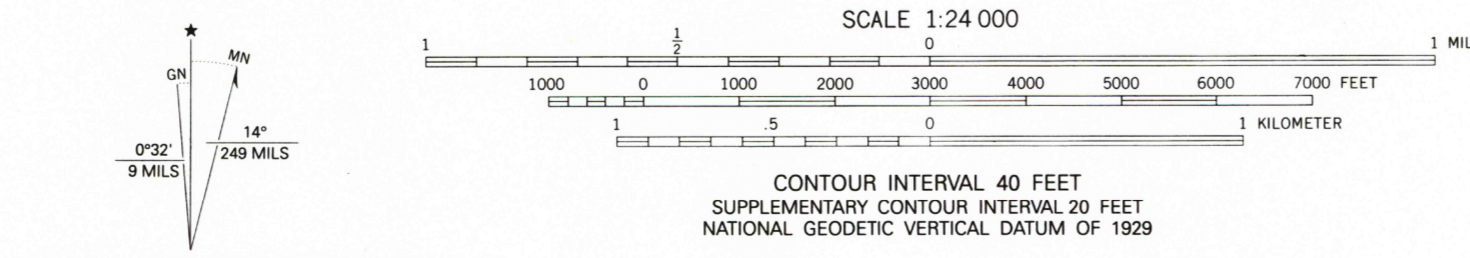 ★
MN
GN
0°32'
9 MILS
14°
249 MILS
SCALE 1:24 000
1 1/2 0 1 MIL
1000 0 1000 2000 3000 4000 5000 6000 7000 FEET
1 .5 0 1 KILOMETER
CONTOUR INTERVAL 40 FEET
SUPPLEMENTARY CONTOUR INTERVAL 20 FEET
NATIONAL GEODETIC VERTICAL DATUM OF 1929